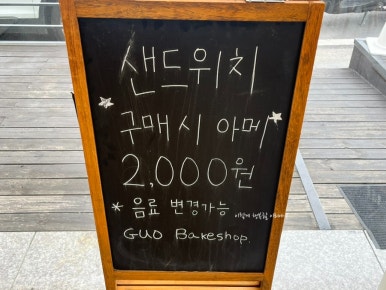 샌드위치
구매시 아메
2,000원
* 음료 변경가능
GUO Bakeshop.